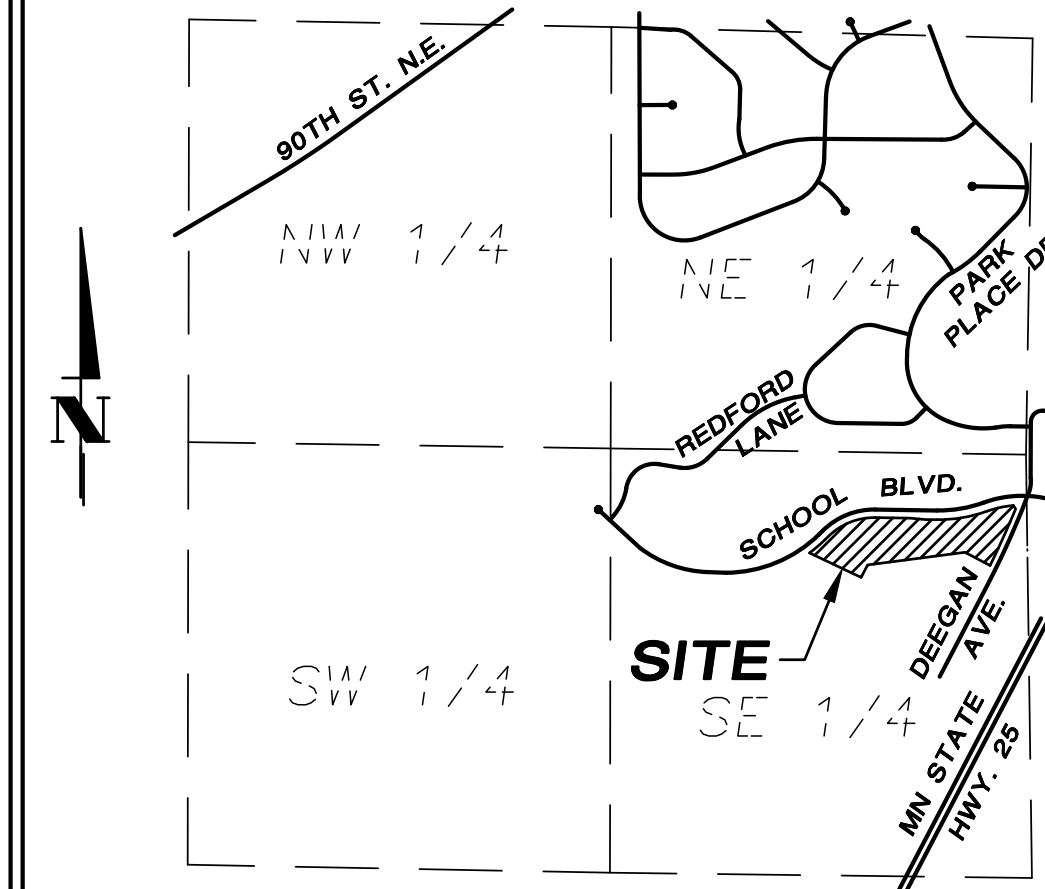 90TH ST. N.E.
NW 1/4
NE 1/4
PARK
PLACE
N
REDFORD
LANE
SCHOOL BLVD.
SITE
DEEGAN
AVE.
SW 1/4
SE 1/4
MN STATE
HWY. 25